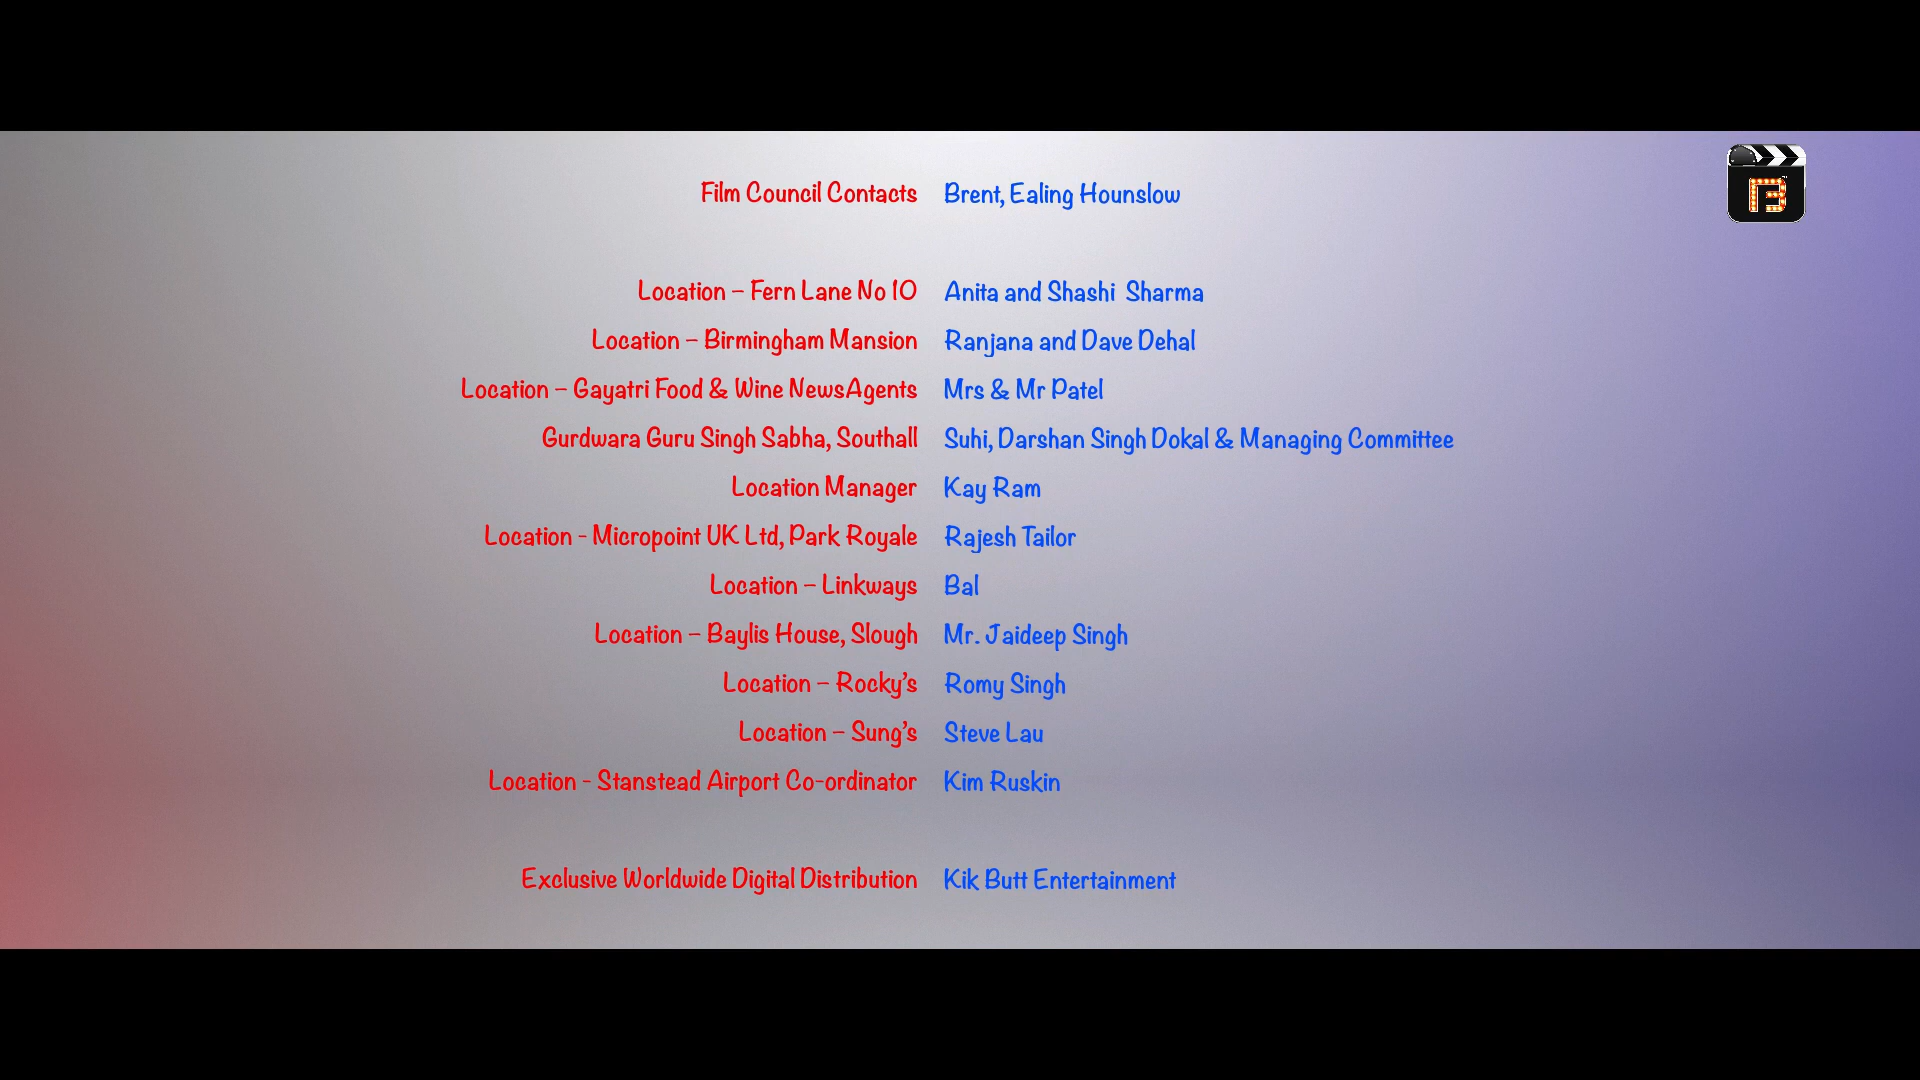 Film Council Contacts Brent, Ealing Hounslow
Location – Fern Lane No 10 Anita and Shashi Sharma
Location – Birmingham Mansion Ranjana and Dave Dehal
Location – Gayatri Food & Wine NewsAgents Mrs & Mr Patel
Gurdwara Guru Singh Sabha, Southall Suhi, Darshan Singh Dokal & Managing Committee
Location Manager Kay Ram
Location - Micropoint UK Ltd, Park Royale Rajesh Tailor
Location – Linkways Bal
Location – Baylis House, Slough Mr. Jaideep Singh
Location – Rocky’s Romy Singh
Location – Sung’s Steve Lau
Location - Stanstead Airport Co-ordinator Kim Ruskin
Exclusive Worldwide Digital Distribution Kik Butt Entertainment